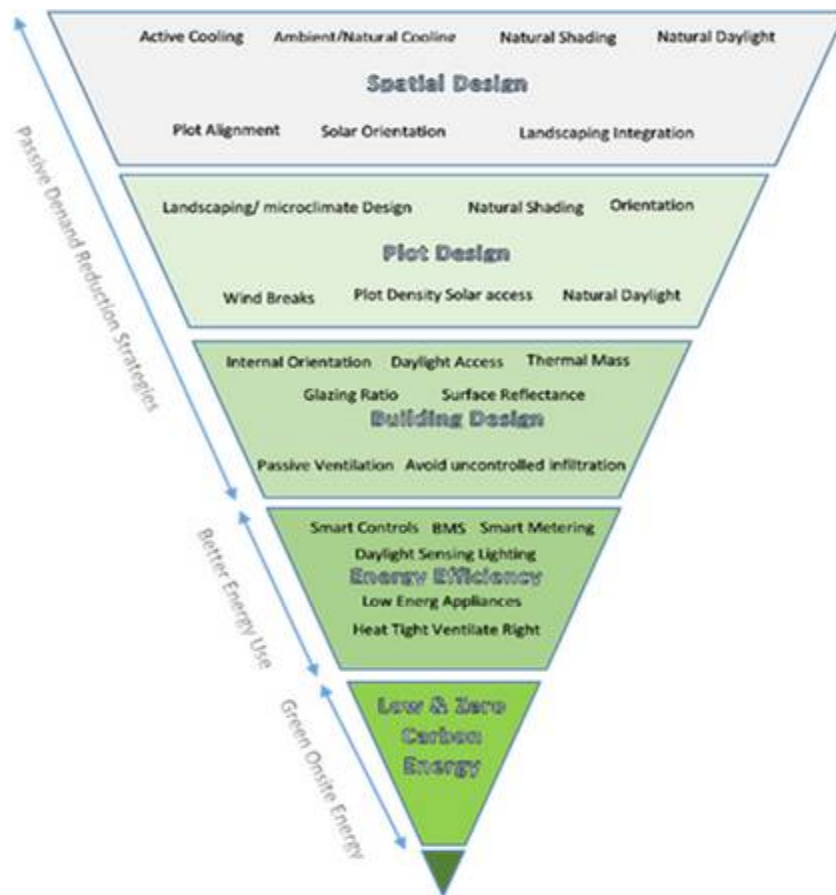 Active Cooling Ambient/Natural Cooling Natural Shading Natural Daylight
Spatial Design
Plot Alignment Solar Orientation Landscaping Integration
Landscaping/ microclimate Design Natural Shading Orientation
Plot Design
Wind Breaks Plot Density Solar access Natural Daylight
Internal Orientation Daylight Access Thermal Mass
Glazing Ratio Surface Reflectance
Building Design
Passive Ventilation Avoid uncontrolled infiltration
Smart Controls BMS Smart Metering
Daylight Sensing Lighting
Energy Efficiency
Low Energ Appliances
Heat Tight Ventilate Right
Low & Zero
Carbon
Energy
Passive Demand Reduction Strategies
Better Energy Use
Green Onsite Energy